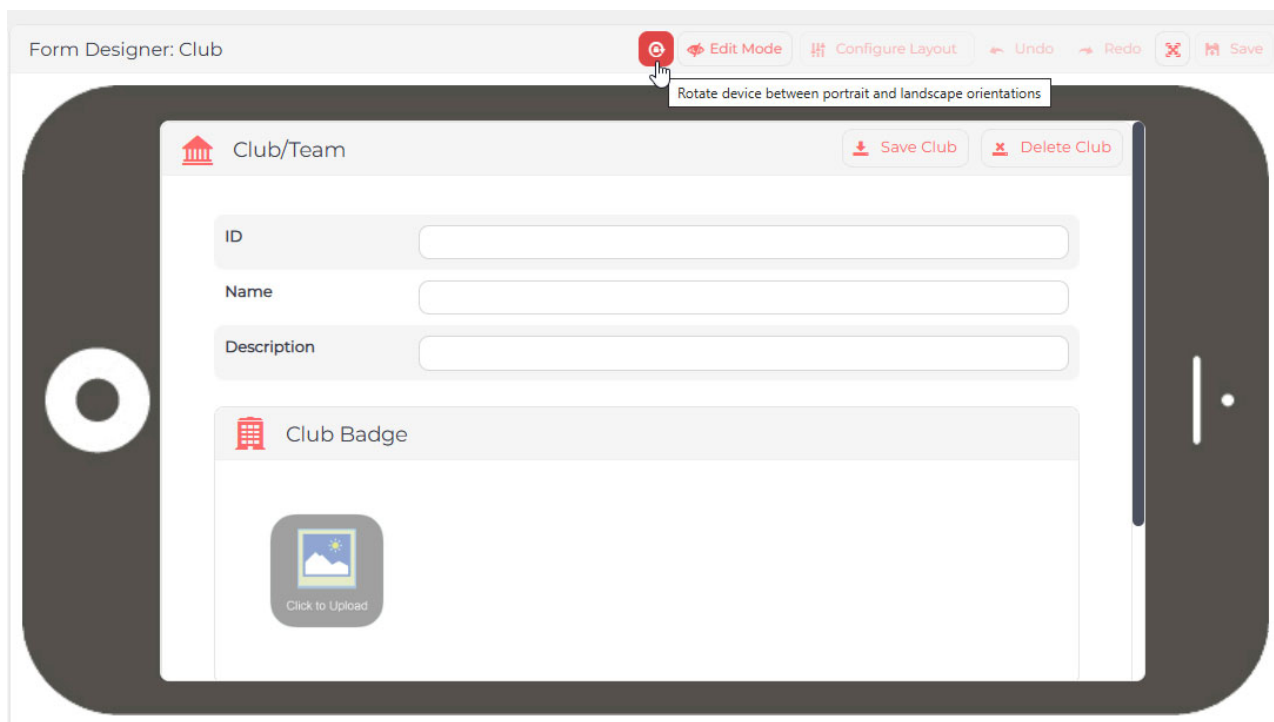 Form Designer: Club
Edit Mode
Configure Layout
Undo
Redo
Save
Rotate device between portrait and landscape orientations
Club/Team
Save Club
Delete Club
ID
Name
Description
Club Badge
Click to Upload